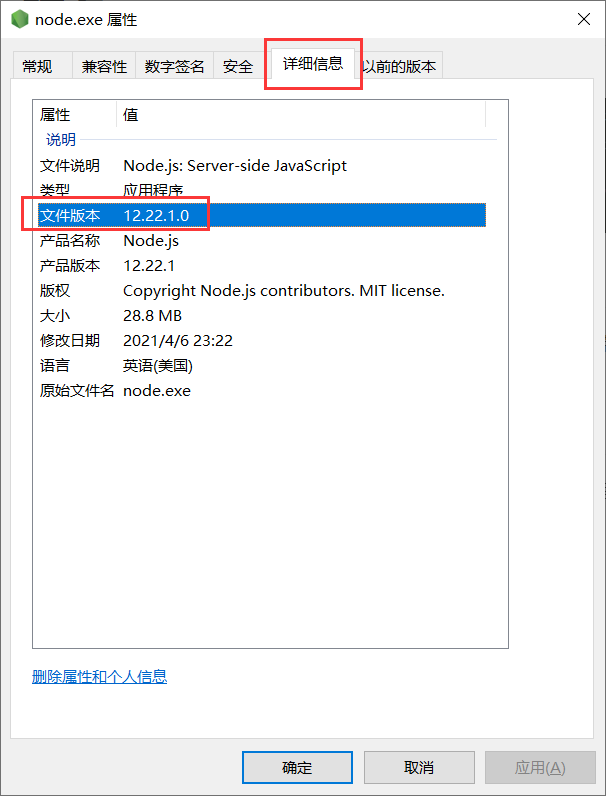 node.exe 属性
常规 兼容性 数字签名 安全 详细信息 以前的版本
属性 值
说明
文件说明 Node.js: Server-side JavaScript
类型 应用程序
文件版本 12.22.1.0
产品名称 Node.js
产品版本 12.22.1
版权 Copyright Node.js contributors. MIT license.
大小 28.8 MB
修改日期 2021/4/6 23:22
语言 英语(美国)
原始文件名 node.exe
删除属性和个人信息
确定 取消 应用(A)